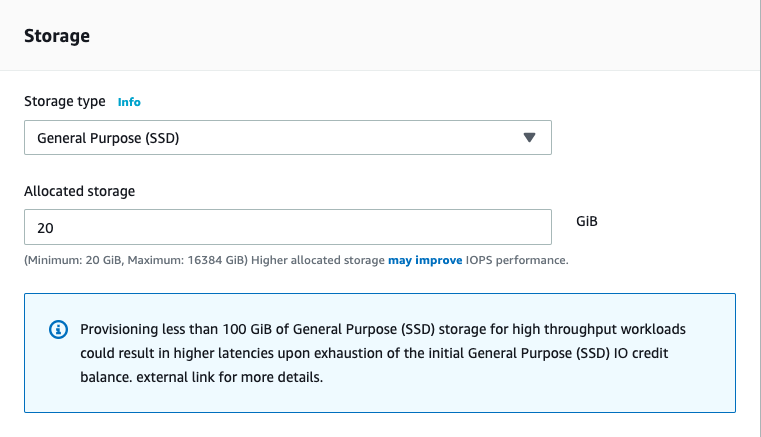 Storage
Storage type Info
General Purpose (SSD)
Allocated storage
20
GiB
(Minimum: 20 GiB, Maximum: 16384 GiB) Higher allocated storage may improve IOPS performance.
Provisioning less than 100 GiB of General Purpose (SSD) storage for high throughput workloads
could result in higher latencies upon exhaustion of the initial General Purpose (SSD) IO credit
balance. external link for more details.